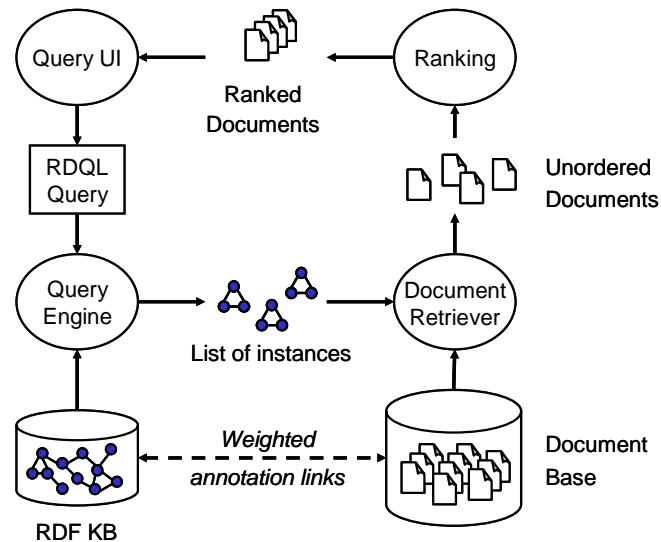 Query UI
Ranking
Ranked
Documents
RDQL
Query
Unordered
Documents
Query
Engine
List of instances
Document
Retriever
Weighted
annotation links
Document
Base
RDF KB